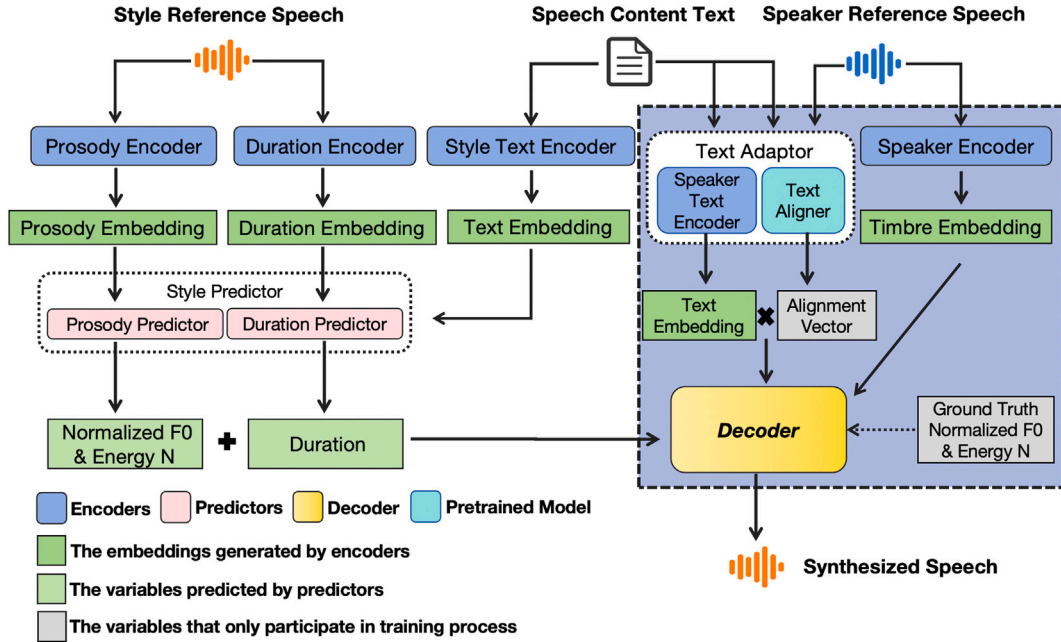 Style Reference Speech
Speech Content Text
Speaker Reference Speech
Prosody Encoder
Duration Encoder
Style Text Encoder
Text Adaptor
Speaker
Text
Encoder
Text
Aligner
Speaker Encoder
Prosody Embedding
Duration Embedding
Text Embedding
Timbre Embedding
Style Predictor
Prosody Predictor
Duration Predictor
Text
Embedding
Alignment
Vector
Normalized F0
& Energy N
Duration
Decoder
Ground Truth
Normalized F0
& Energy N
Encoders
Predictors
Decoder
Pretrained Model
The embeddings generated by encoders
The variables predicted by predictors
The variables that only participate in training process
Synthesized Speech